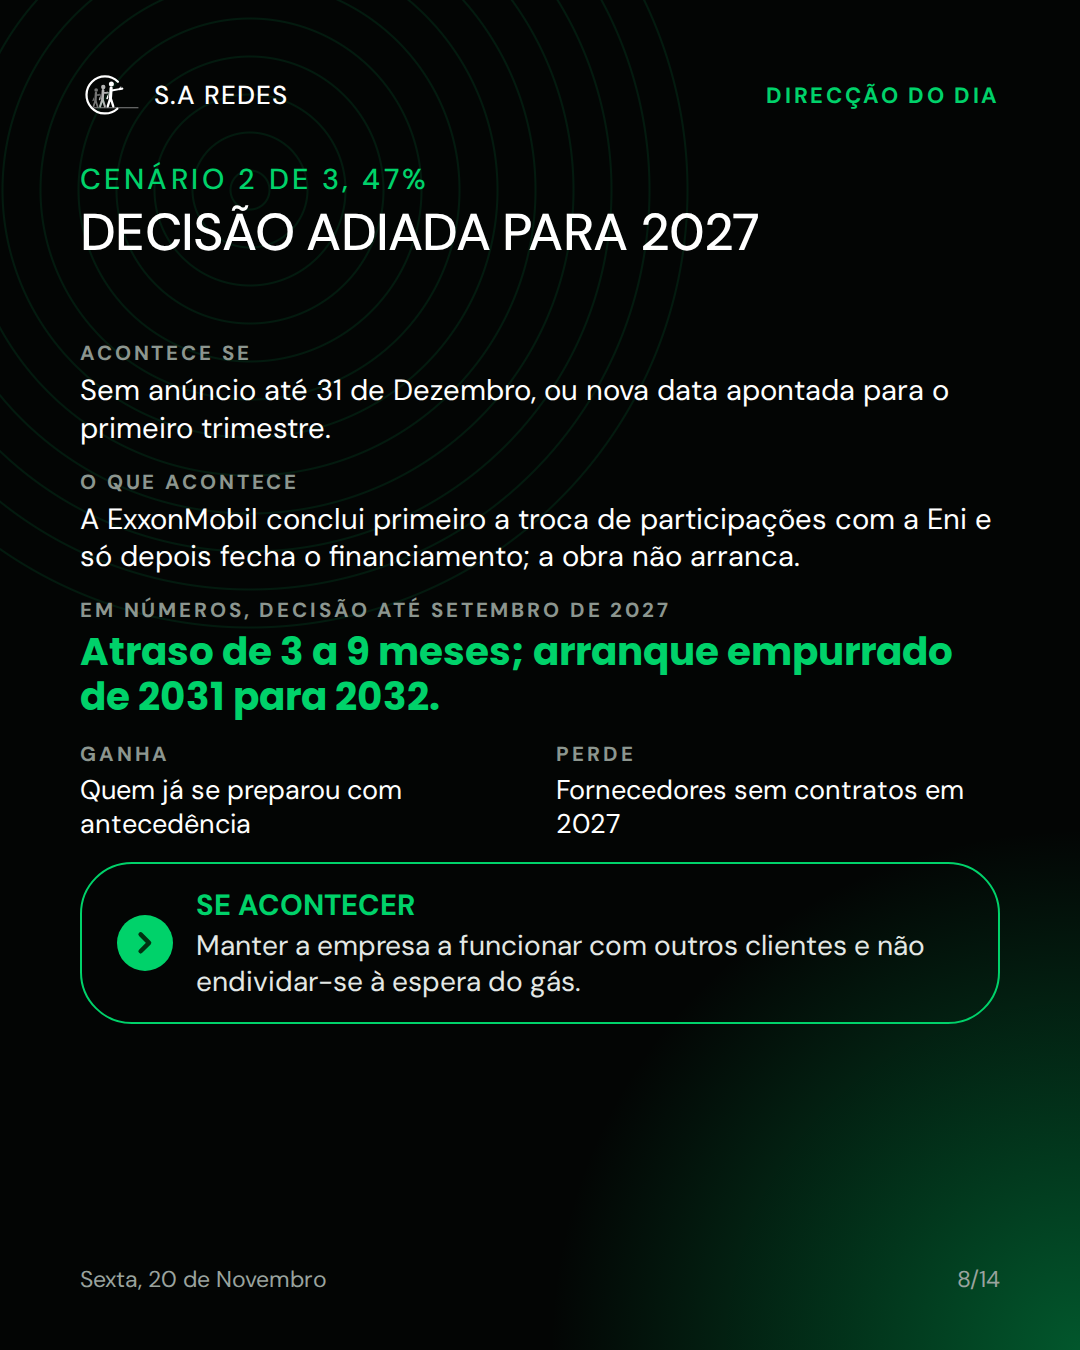 S.A REDES
DIRECÇÃO DO DIA
CENÁRIO 2 DE 3, 47%
DECISÃO ADIADA PARA 2027
ACONTECE SE
Sem anúncio até 31 de Dezembro, ou nova data apontada para o
primeiro trimestre.
O QUE ACONTECE
A ExxonMobil conclui primeiro a troca de participações com a Eni e
só depois fecha o financiamento; a obra não arranca.
EM NÚMEROS, DECISÃO ATÉ SETEMBRO DE 2027
Atraso de 3 a 9 meses; arranque empurrado
de 2031 para 2032.
GANHA
Quem já se preparou com
antecedência
PERDE
Fornecedores sem contratos em
2027
SE ACONTECER
Manter a empresa a funcionar com outros clientes e não
endividar-se à espera do gás.
Sexta, 20 de Novembro
8/14